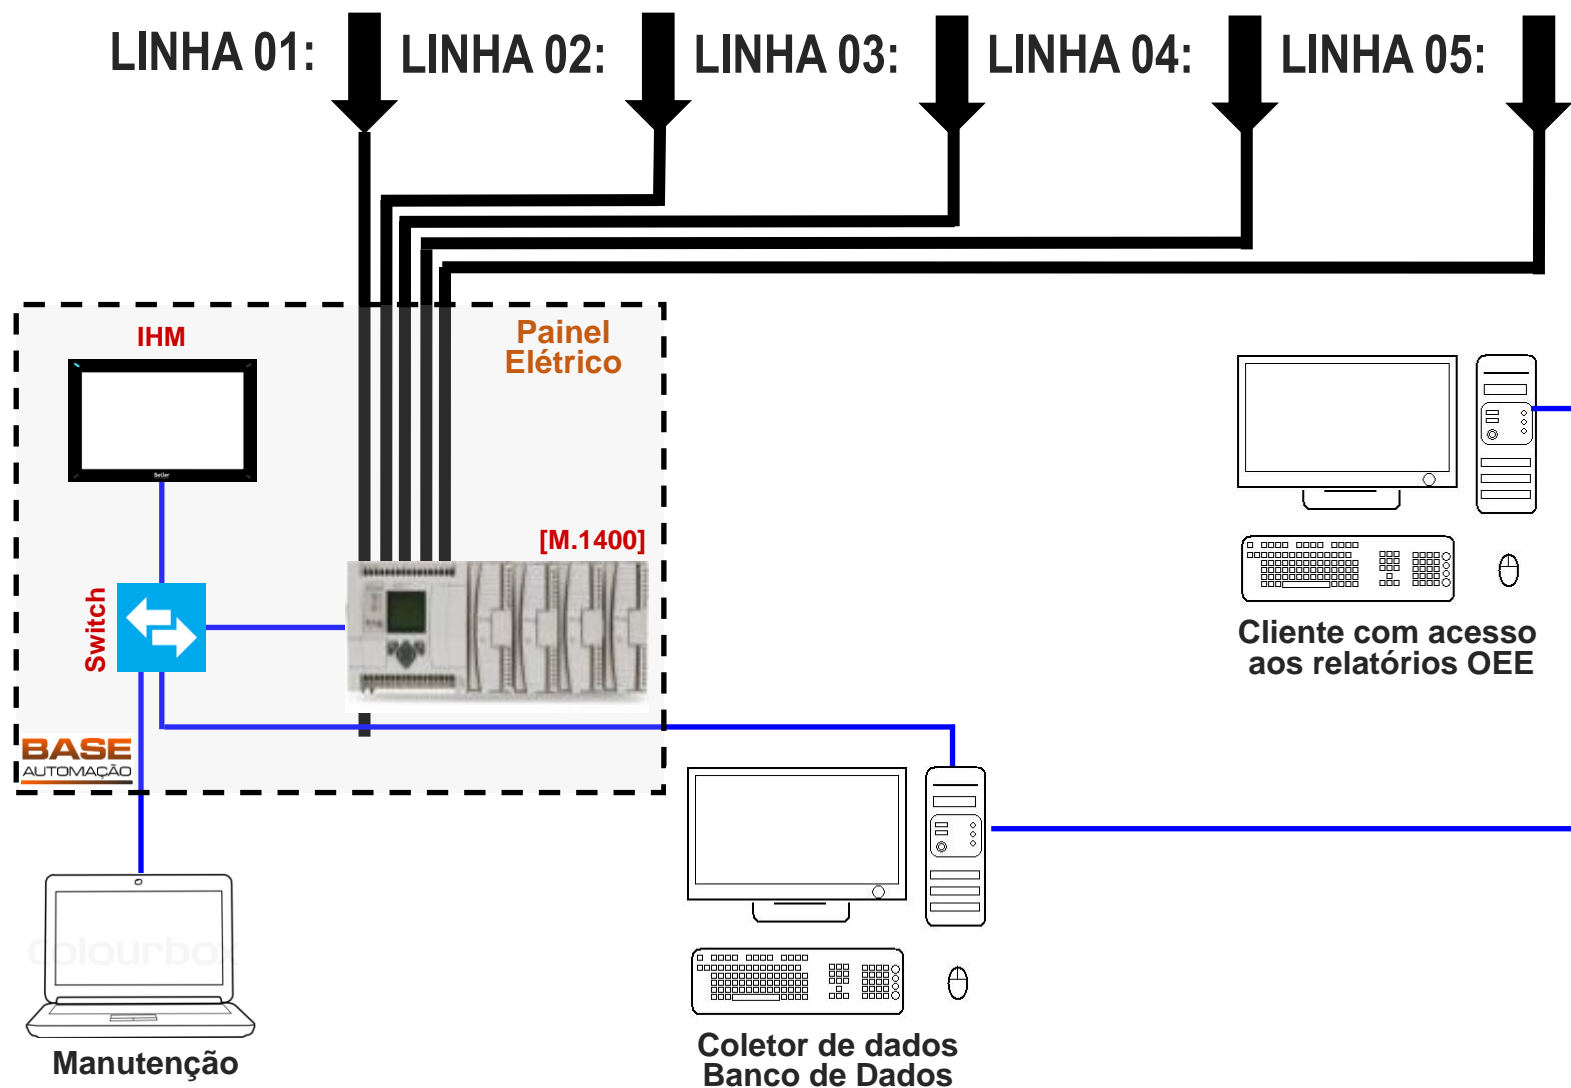 LINHA 01:
LINHA 02:
LINHA 03:
LINHA 04:
LINHA 05:
IHM
Painel
Elétrico
[M.1400]
Switch
BASE
AUTOMAÇÃO
Cliente com acesso
aos relatórios OEE
colourbox
Manutenção
Coletor de dados
Banco de Dados